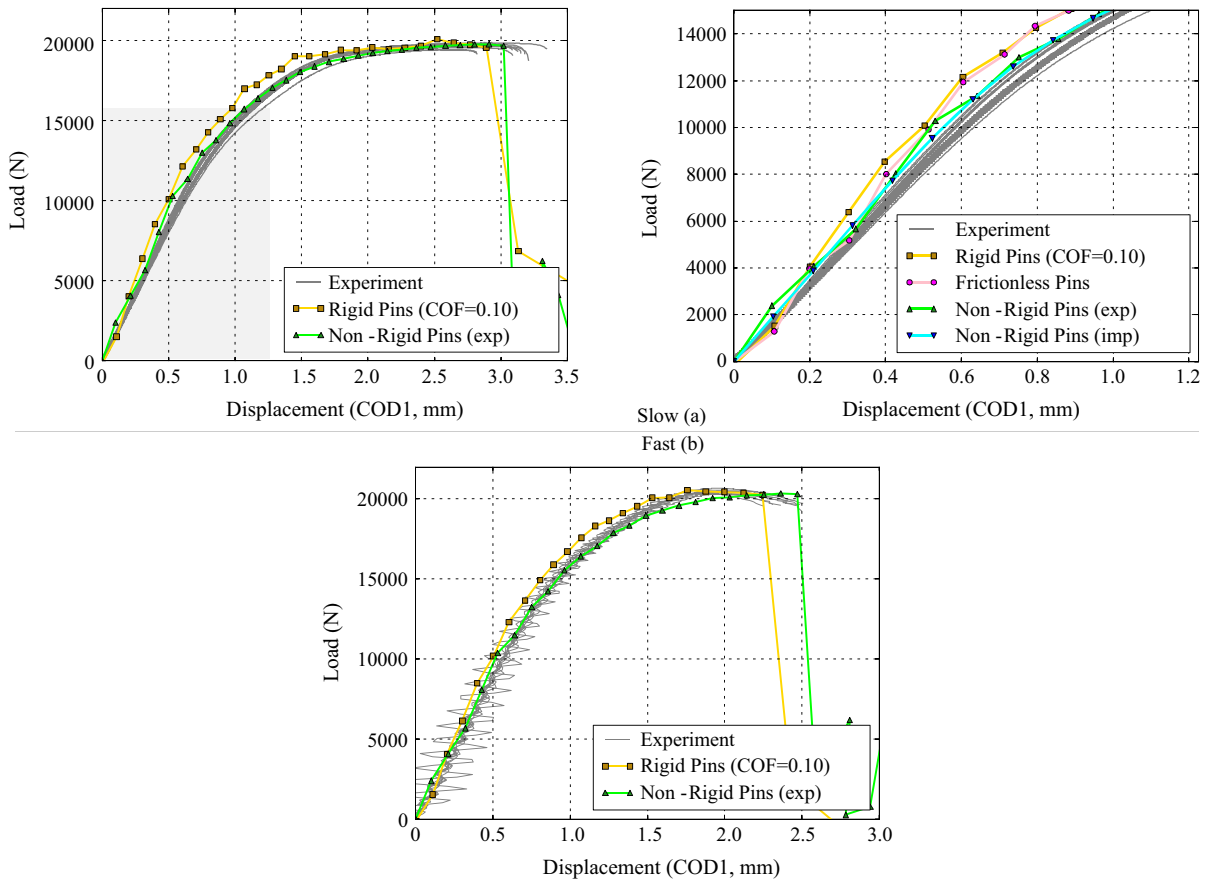 20000
15000
10000
5000
0
Load (N)
0
0.5
1.0
1.5
2.0
2.5
3.0
3.5
Displacement (COD1, mm)
Experiment
Rigid Pins (COF=0.10)
Non -Rigid Pins (exp)
14000
12000
10000
8000
6000
4000
2000
0
Load (N)
0
0.2
0.4
0.6
0.8
1.0
1.2
Displacement (COD1, mm)
Experiment
Rigid Pins (COF=0.10)
Frictionless Pins
Non -Rigid Pins (exp)
Non -Rigid Pins (imp)
Slow (a)
Fast (b)
20000
15000
10000
5000
0
Load (N)
0
0.5
1.0
1.5
2.0
2.5
3.0
Displacement (COD1, mm)
Experiment
Rigid Pins (COF=0.10)
Non -Rigid Pins (exp)